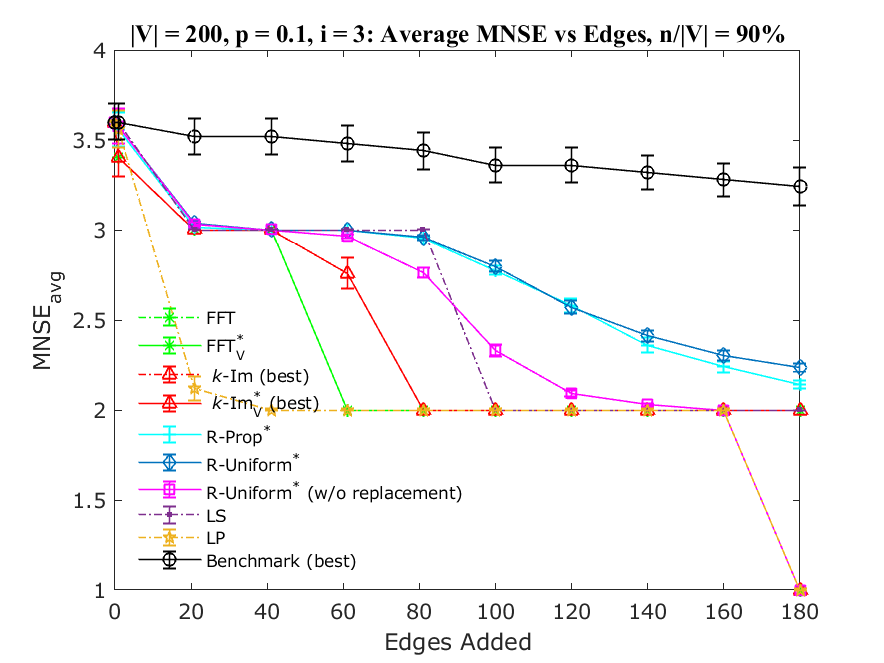 |V| = 200, p = 0.1, i = 3: Average MNSE vs Edges, n/|V| = 90%
4
3.5
3
2.5
2
1.5
1
MNSE_avg
FFT
FFT*_V
k-Im (best)
k-Im*_V (best)
R-Prop*
R-Uniform*
R-Uniform* (w/o replacement)
LS
LP
Benchmark (best)
0 20 40 60 80 100 120 140 160 180
Edges Added